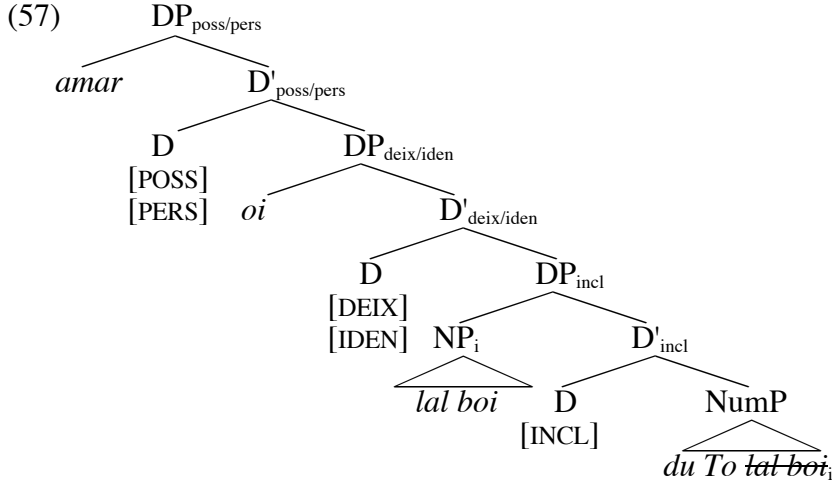 (57) DPposs/pers
amar D'poss/pers
D DPdeix/iden
[POSS]
[PERS] oi D'deix/iden
D DPincl
[DEIX]
[IDEN] NPi D'incl
lal boi D NumP
[INCL]
du To lal boii